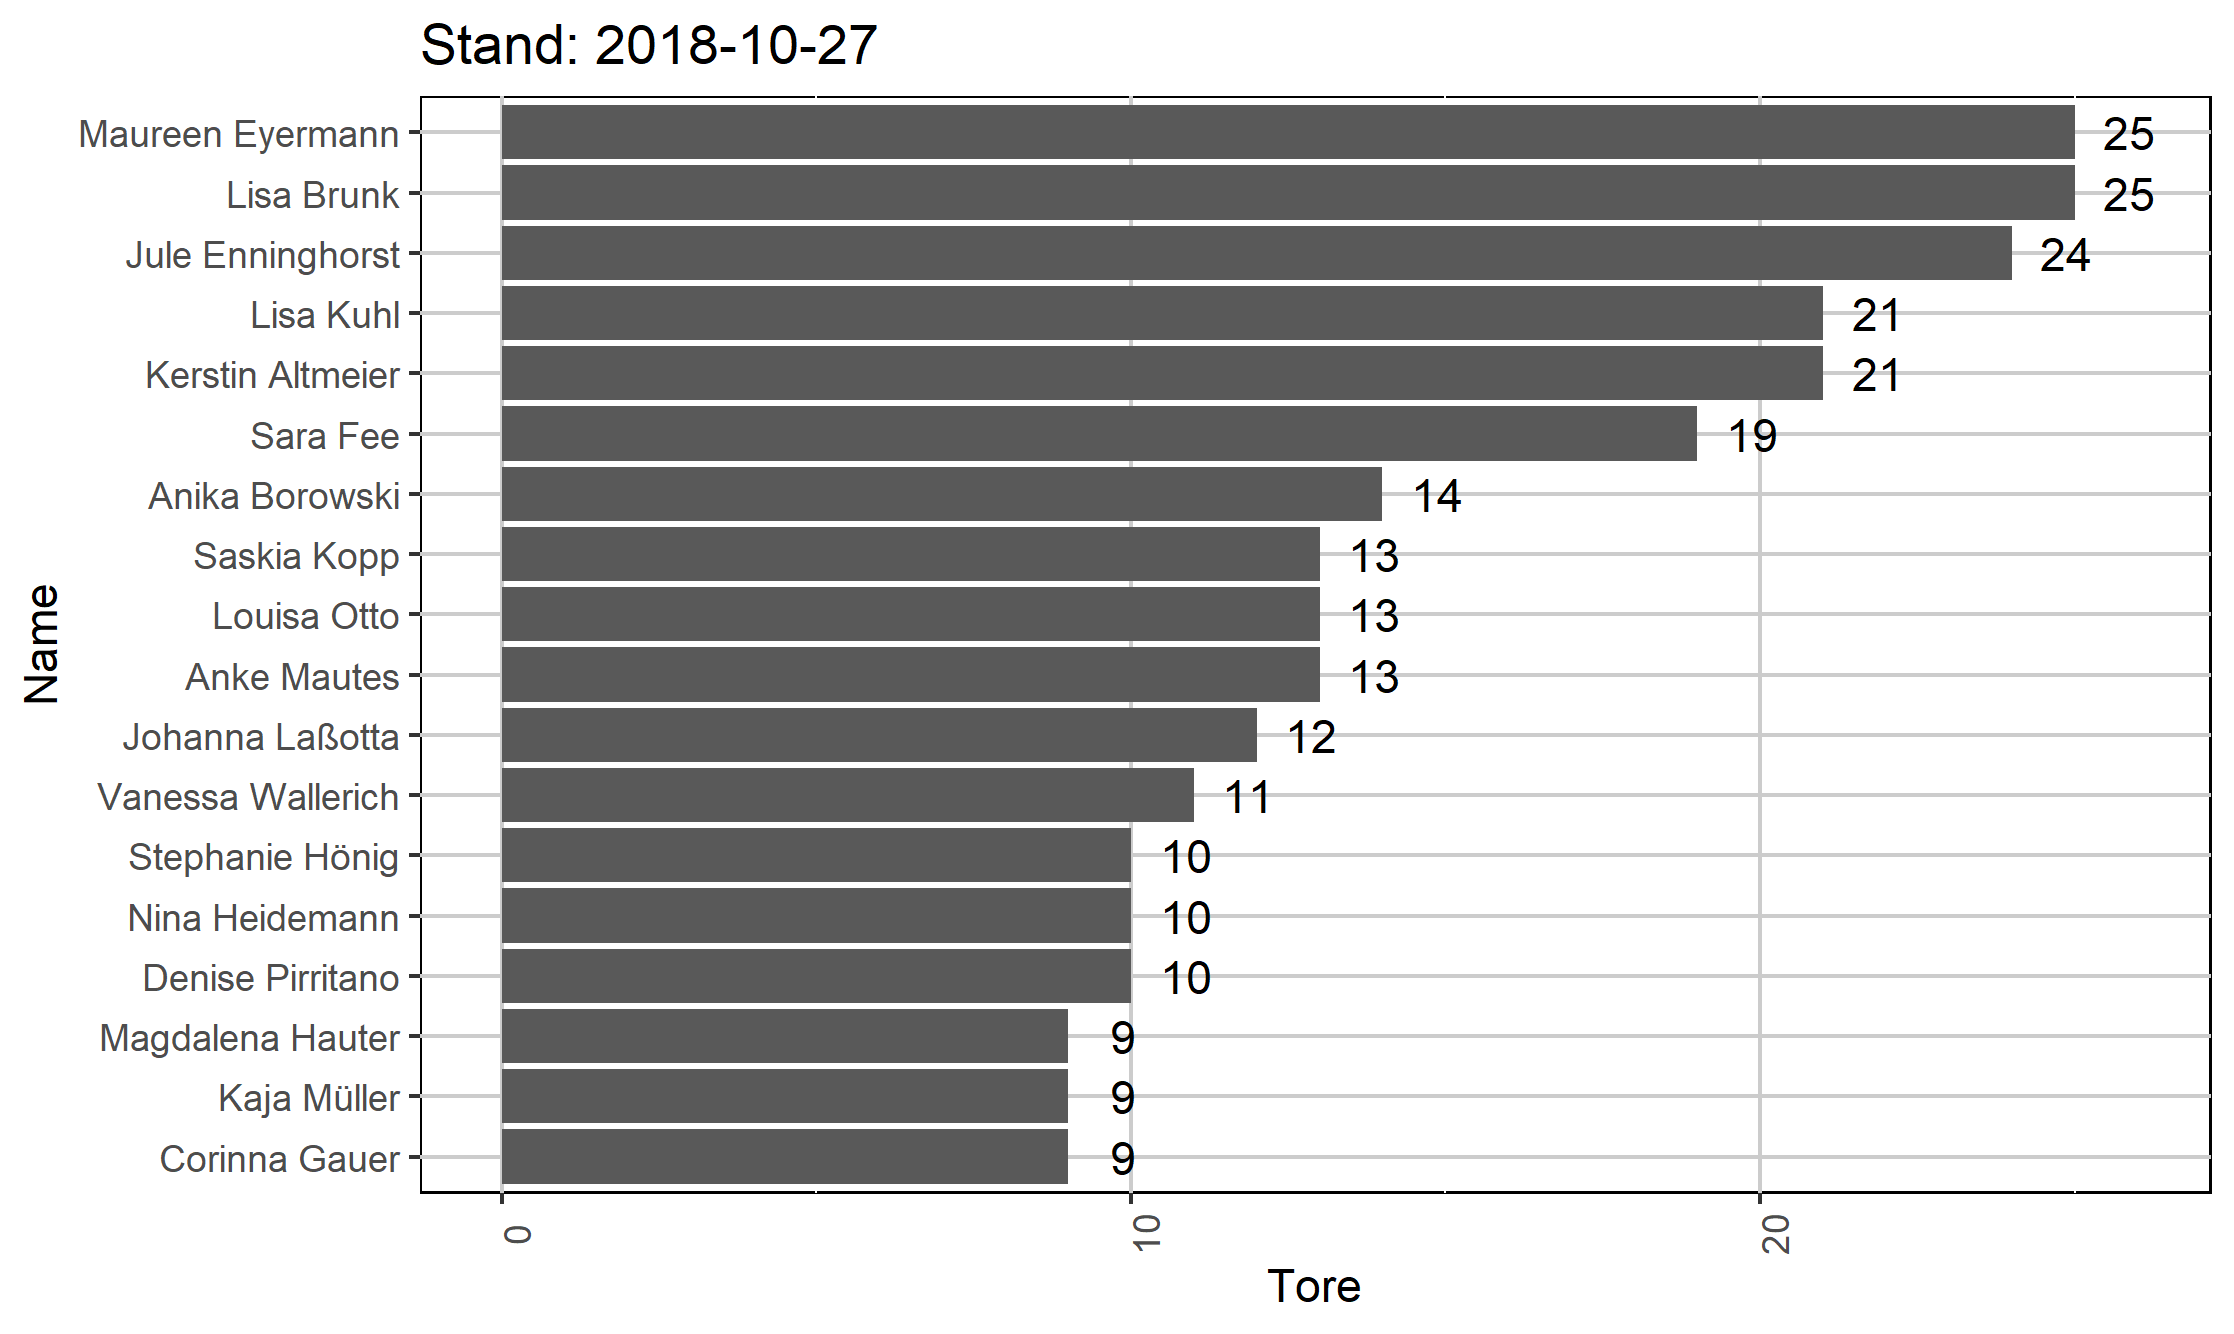 Stand: 2018-10-27
Name
Maureen Eyermann 25
Lisa Brunk 25
Jule Enninghorst 24
Lisa Kuhl 21
Kerstin Altmeier 21
Sara Fee 19
Anika Borowski 14
Saskia Kopp 13
Louisa Otto 13
Anke Mautes 13
Johanna Laßotta 12
Vanessa Wallerich 11
Stephanie Hönig 10
Nina Heidemann 10
Denise Pirritano 10
Magdalena Hauter 9
Kaja Müller 9
Corinna Gauer 9
0 10 20
Tore